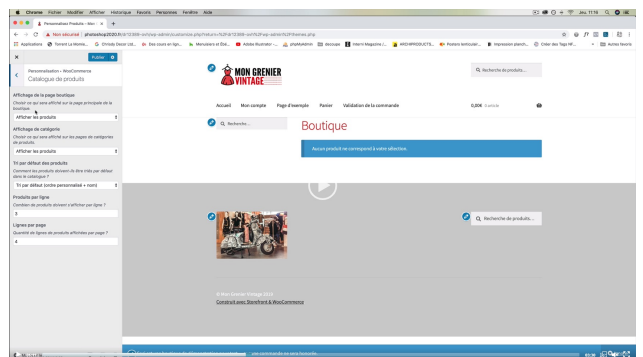 Chrome Fichier Modifier Afficher Historique Favoris Personnes Fenêtre Aide
Jeu. 11:16
Personnalisez Produits – Mon
Non sécurisé
Applications
Personnalisation ▸ WooCommerce
Catalogue de produits
Publier
Affichage de la page boutique
Choisir ce qui sera affiché sur la page principale de la
boutique.
Afficher les produits
Affichage de catégorie
Choisir ce qui sera affiché sur les pages de catégories
de produits.
Afficher les produits
Tri par défaut des produits
Comment les produits doivent-ils être triés par défaut
dans le catalogue ?
Tri par défaut (ordre personnalisé + nom)
Produits par ligne
Combien de produits doivent s'afficher par ligne ?
3
Lignes par page
Quantité de lignes de produits affichées par page ?
4
MON GRENIER
VINTAGE
Recherche de produits…
Accueil Mon compte Page d'exemple Panier Validation de la commande
0,00€
Recherche…
Boutique
Aucun produit ne correspond à votre sélection.
Recherche de produits…
© Mon Grenier Vintage 2019
Construit avec Storefront & WooCommerce